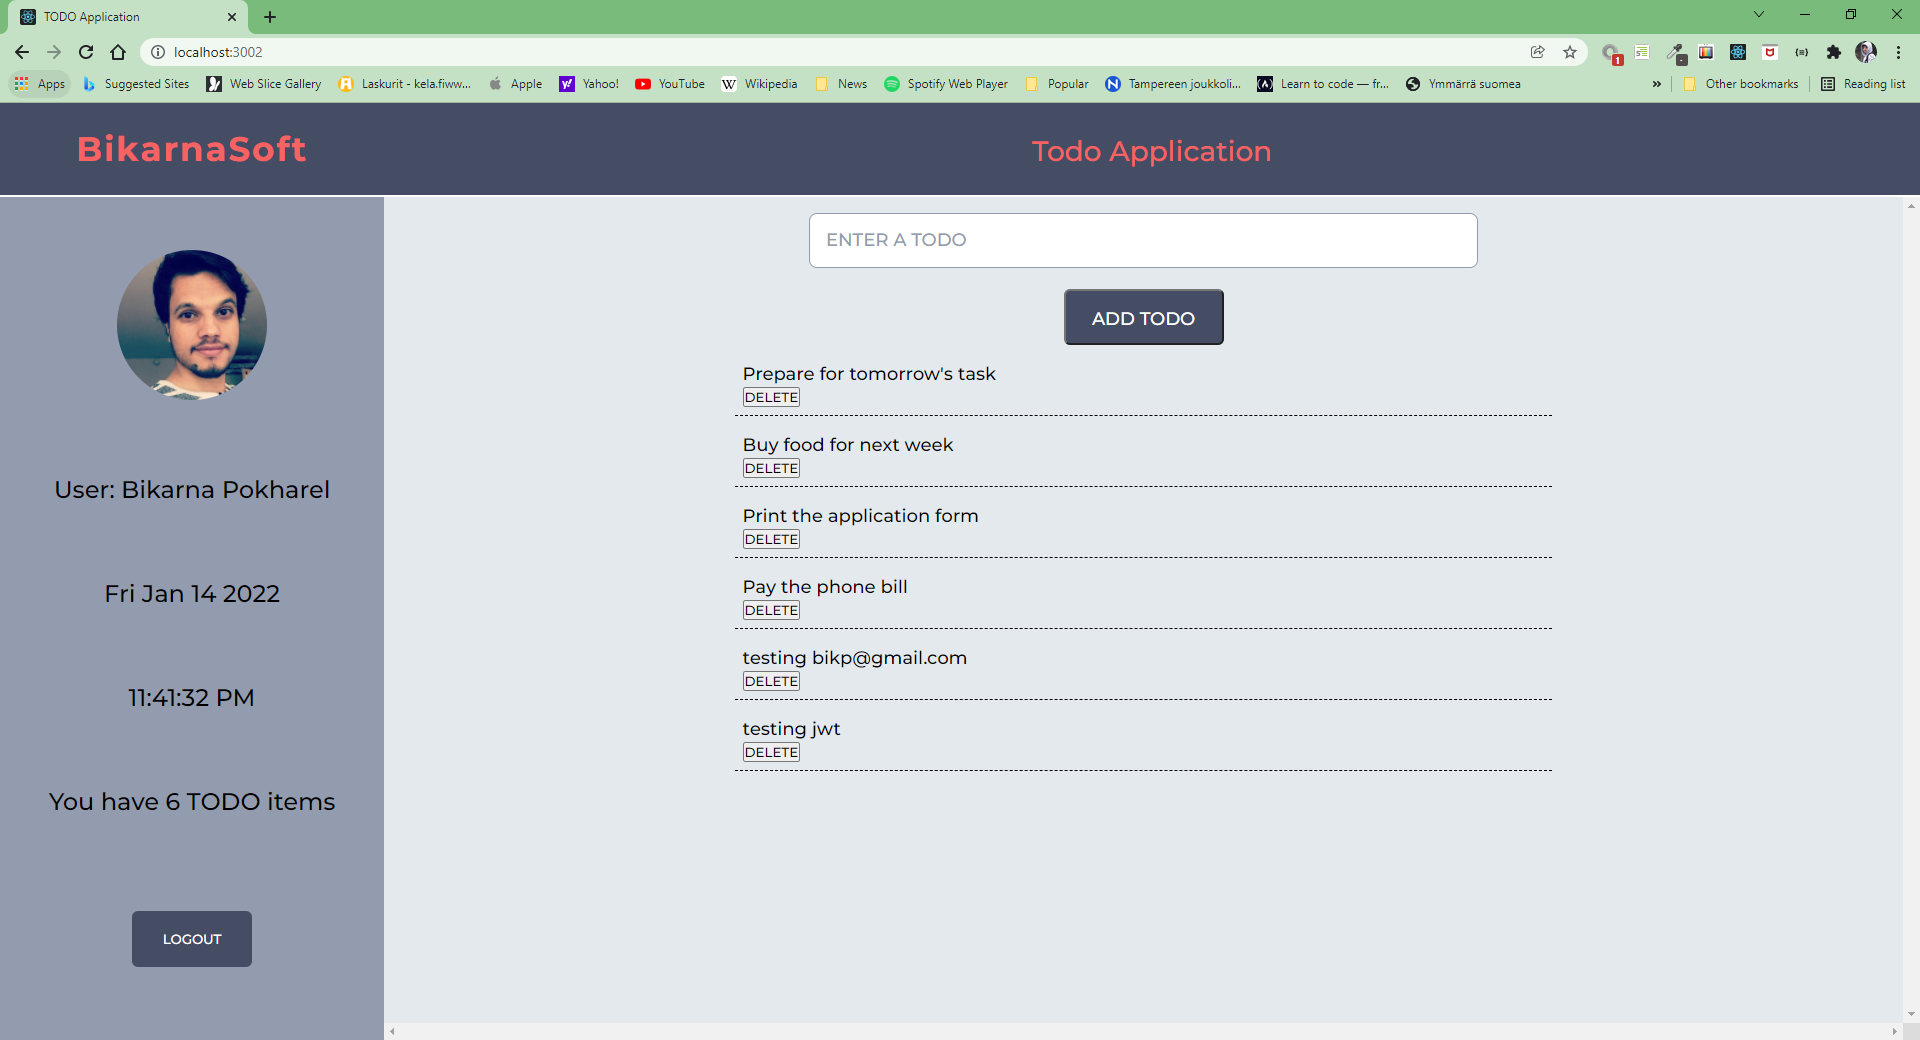 TODO Application
localhost:3002
1
Apps
Suggested Sites
Web Slice Gallery
Laskurit - kela.fiww...
Apple
Yahoo!
YouTube
Wikipedia
News
Spotify Web Player
Popular
Tampereen joukkoli...
Learn to code — fr...
Ymmärrä suomea
»
Other bookmarks
Reading list
BikarnaSoft
Todo Application
User: Bikarna Pokharel
Fri Jan 14 2022
11:41:32 PM
You have 6 TODO items
LOGOUT
ENTER A TODO
ADD TODO
Prepare for tomorrow's task
DELETE
Buy food for next week
DELETE
Print the application form
DELETE
Pay the phone bill
DELETE
testing bikp@gmail.com
DELETE
testing jwt
DELETE